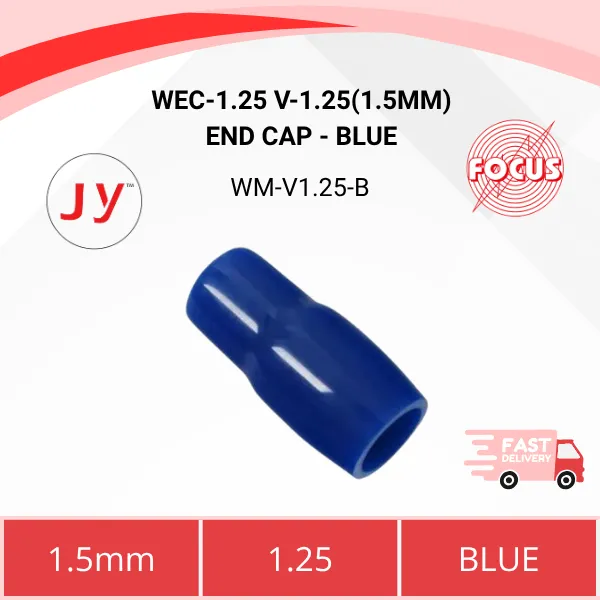 WEC-1.25 V-1.25(1.5MM)
END CAP - BLUE
WM-V1.25-B
JY™
FOCUS
FAST
DELIVERY
1.5mm
1.25
BLUE